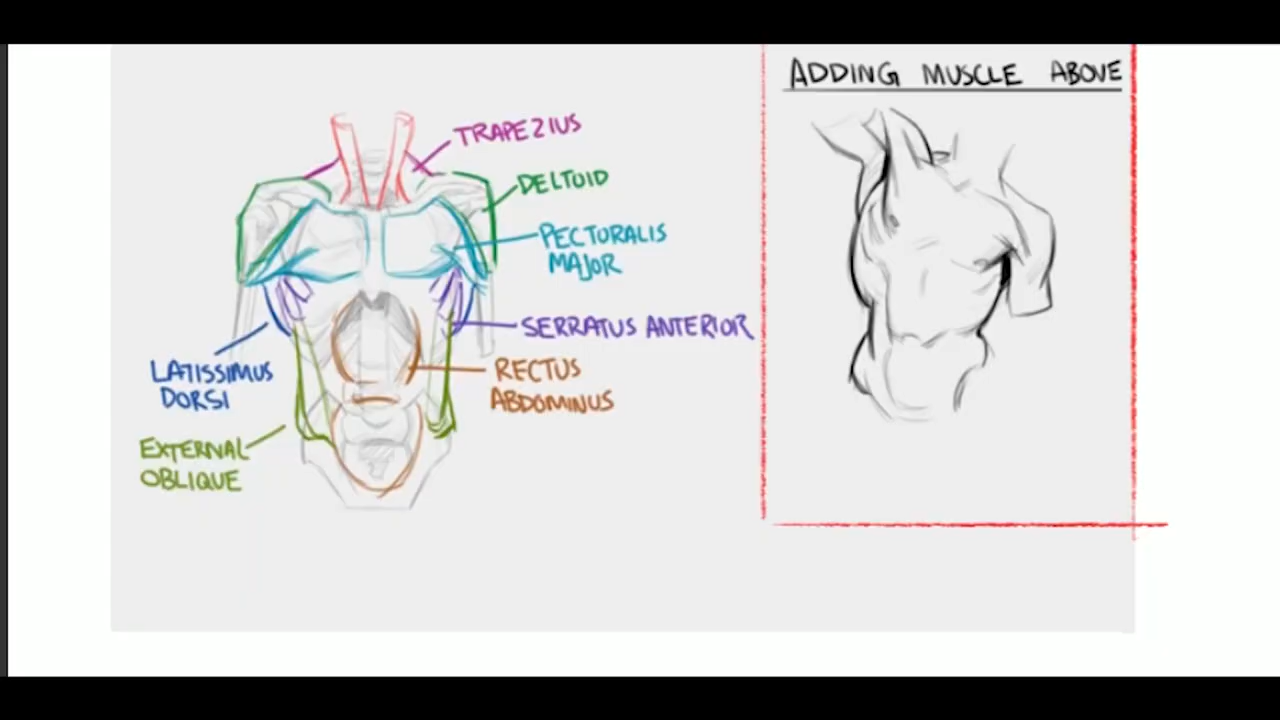 ADDING MUSCLE ABOVE
TRAPEZIUS
DELTOID
PECTORALIS
MAJOR
SERRATUS ANTERIOR
LATISSIMUS
DORSI
RECTUS
ABDOMINUS
EXTERNAL
OBLIQUE